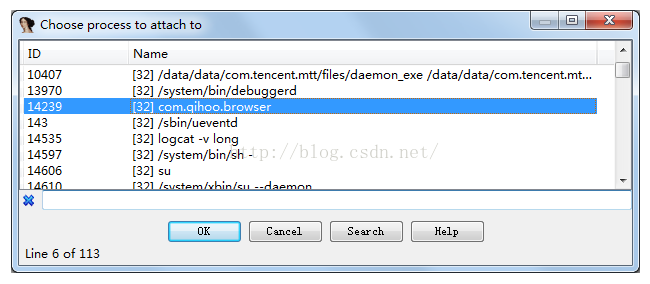 Choose process to attach to
ID Name
10407 [32] /data/data/com.tencent.mtt/files/daemon_exe /data/data/com.tencent.mt...
13970 [32] /system/bin/debuggerd
14239 [32] com.qihoo.browser
143 [32] /sbin/ueventd
14535 [32] logcat -v long
14597 [32] /system/bin/sh -
http://blog.csdn.net/
14606 [32] su
14610 [32] /system/xbin/su --daemon
OK Cancel Search Help
Line 6 of 113